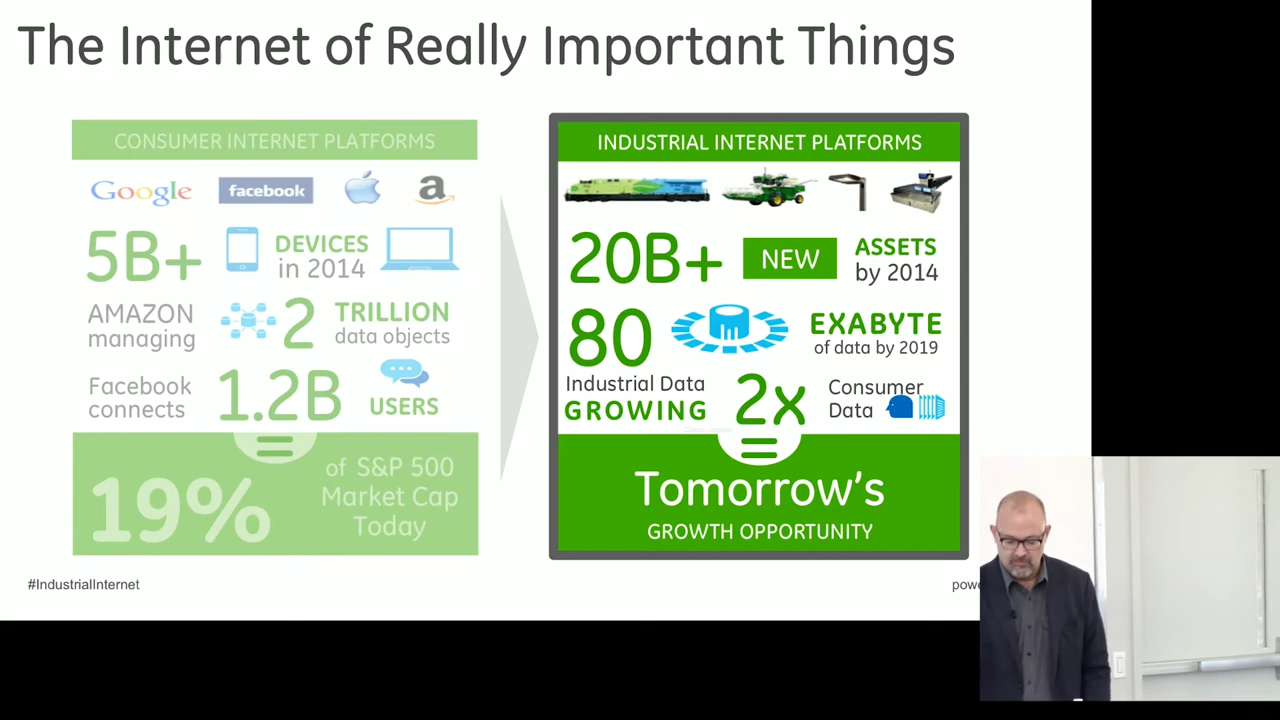 The Internet of Really Important Things
CONSUMER INTERNET PLATFORMS
Google
facebook
a
5B+
DEVICES
in 2014
AMAZON
managing
2
TRILLION
data objects
Facebook
connects
1.2B
USERS
=
19%
of S&P 500
Market Cap
Today
INDUSTRIAL INTERNET PLATFORMS
20B+
NEW
ASSETS
by 2014
80
EXABYTE
of data by 2019
Industrial Data
GROWING
2x
Consumer
Data
=
Tomorrow's
GROWTH OPPORTUNITY
#IndustrialInternet